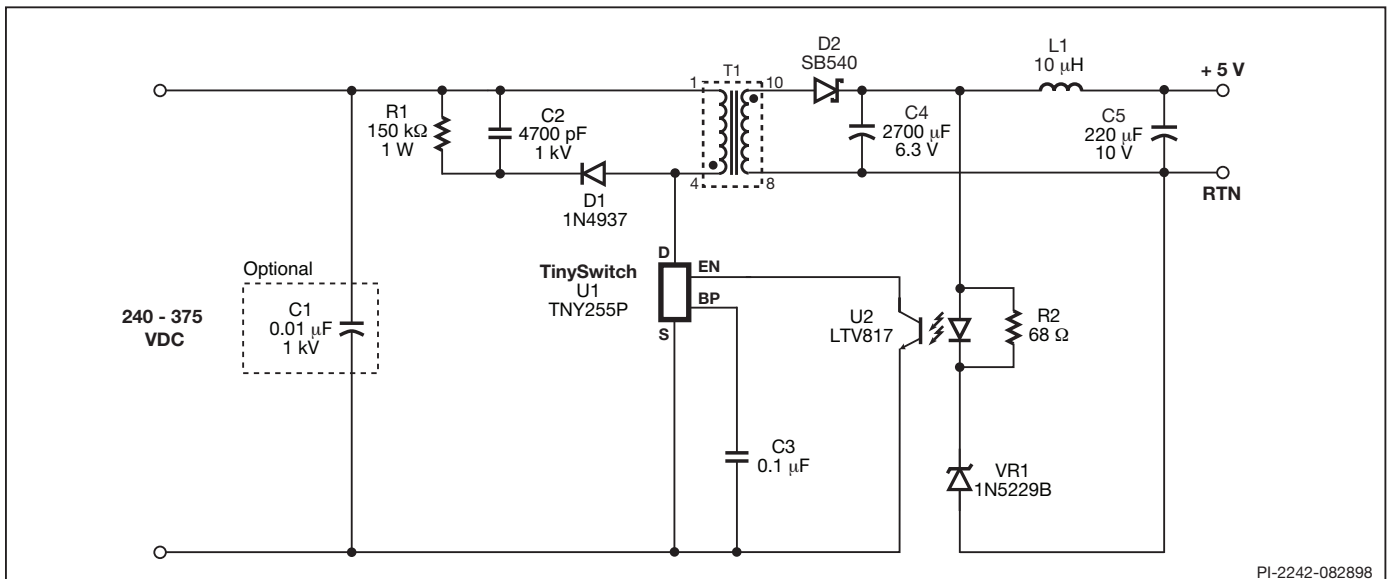 D2
SB540
L1
10 µH
+ 5 V
T1
1
10
R1
150 kΩ
1 W
C2
4700 pF
1 kV
C4
2700 µF
6.3 V
C5
220 µF
10 V
4
8
D1
1N4937
RTN
D
Optional
TinySwitch
U1
TNY255P
EN
BP
S
C1
0.01 µF
1 kV
240 - 375
VDC
U2
LTV817
R2
68 Ω
C3
0.1 µF
VR1
1N5229B
PI-2242-082898